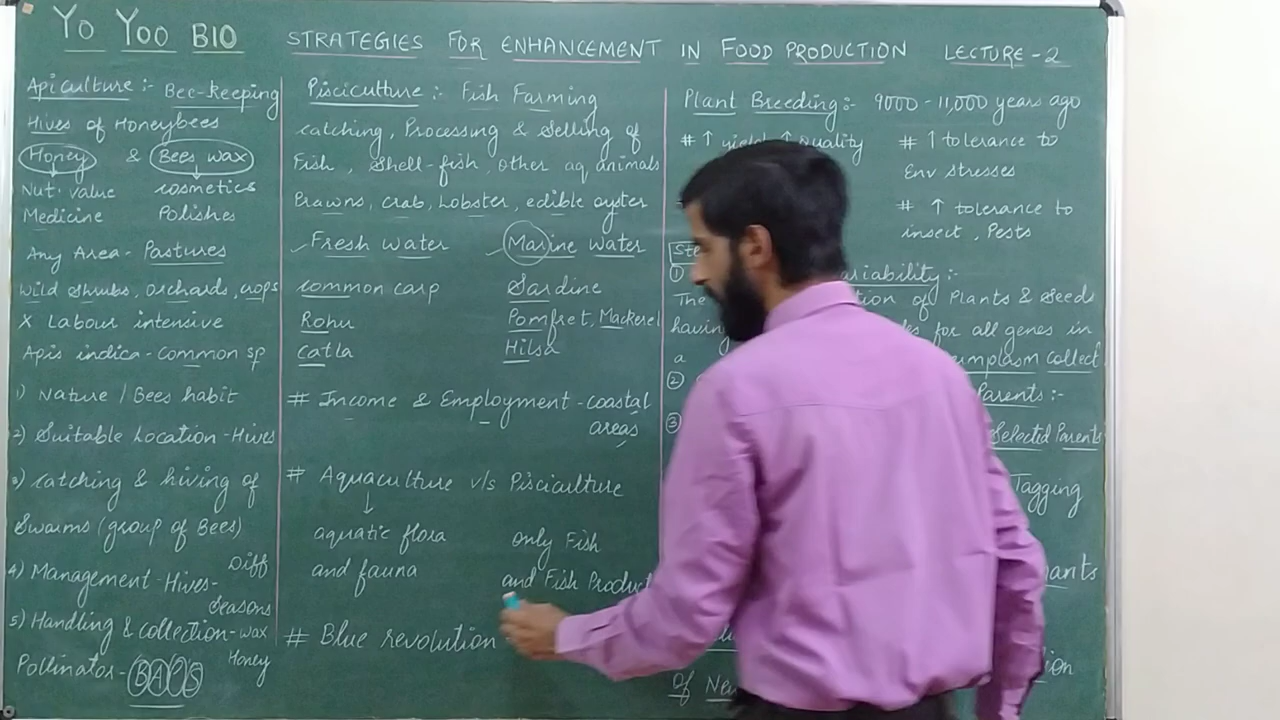 YO YOO BIO
STRATEGIES FOR ENHANCEMENT IN FOOD PRODUCTION LECTURE - 2
Apiculture :- Bee-keeping
Hives of Honeybees
Honey & Bees wax
Nut. value cosmetics
Medicine Polishes
Any Area - Pastures
Wild shrubs, orchards, crops
X Labour intensive
Apis indica - common sp
1) Nature / Bees habit
2) Suitable Location - Hives
3) catching & hiving of
Swarms (group of Bees)
4) Management - Hives - Diff
Seasons
5) Handling & collection - wax
Honey
Pollinator - BAPS
Pisciculture :- Fish Farming
catching, Processing & Selling of
Fish, Shell-fish, other aq animals
Prawns, crab, Lobster, edible oyster
Fresh water Marine water
common carp Sardine
Rohu Pomfret, Mackerel
Catla Hilsa
# Income & Employment - coastal
areas
# Aquaculture v/s Pisciculture
aquatic flora only Fish
and fauna and Fish Product
# Blue revolution
Plant Breeding :- 9000 - 11,000 years ago
# ↑ yield ↑ quality # ↑ tolerance to
Env stresses
# ↑ tolerance to
insect, Pests
① ariability :-
The tion of Plants & Seeds
having for all genes in
a collect
② arents :-
③ Selected Parents
Tagging
Of